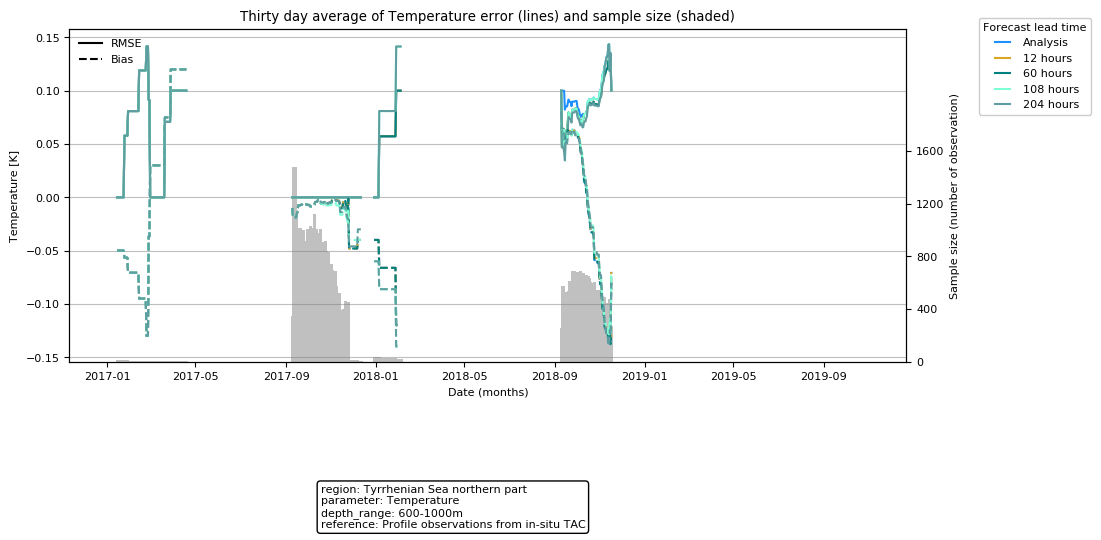 Thirty day average of Temperature error (lines) and sample size (shaded)
RMSE
Bias
Forecast lead time
Analysis
12 hours
60 hours
108 hours
204 hours
Temperature [K]
0.15
0.10
0.05
0.00
−0.05
−0.10
−0.15
Sample size (number of observation)
1600
1200
800
400
0
2017-01 2017-05 2017-09 2018-01 2018-05 2018-09 2019-01 2019-05 2019-09
Date (months)
region: Tyrrhenian Sea northern part
parameter: Temperature
depth_range: 600-1000m
reference: Profile observations from in-situ TAC